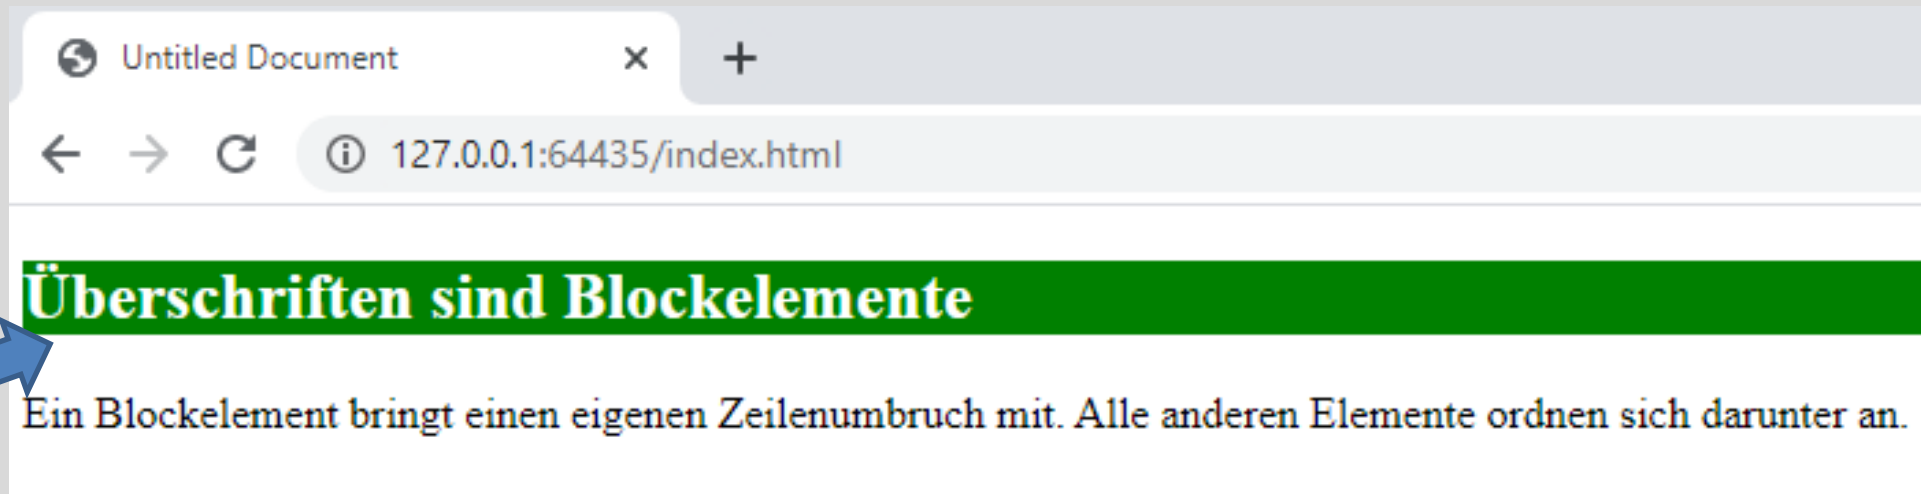 Untitled Document
127.0.0.1:64435/index.html
Überschriften sind Blockelemente
Ein Blockelement bringt einen eigenen Zeilenumbruch mit. Alle anderen Elemente ordnen sich darunter an.